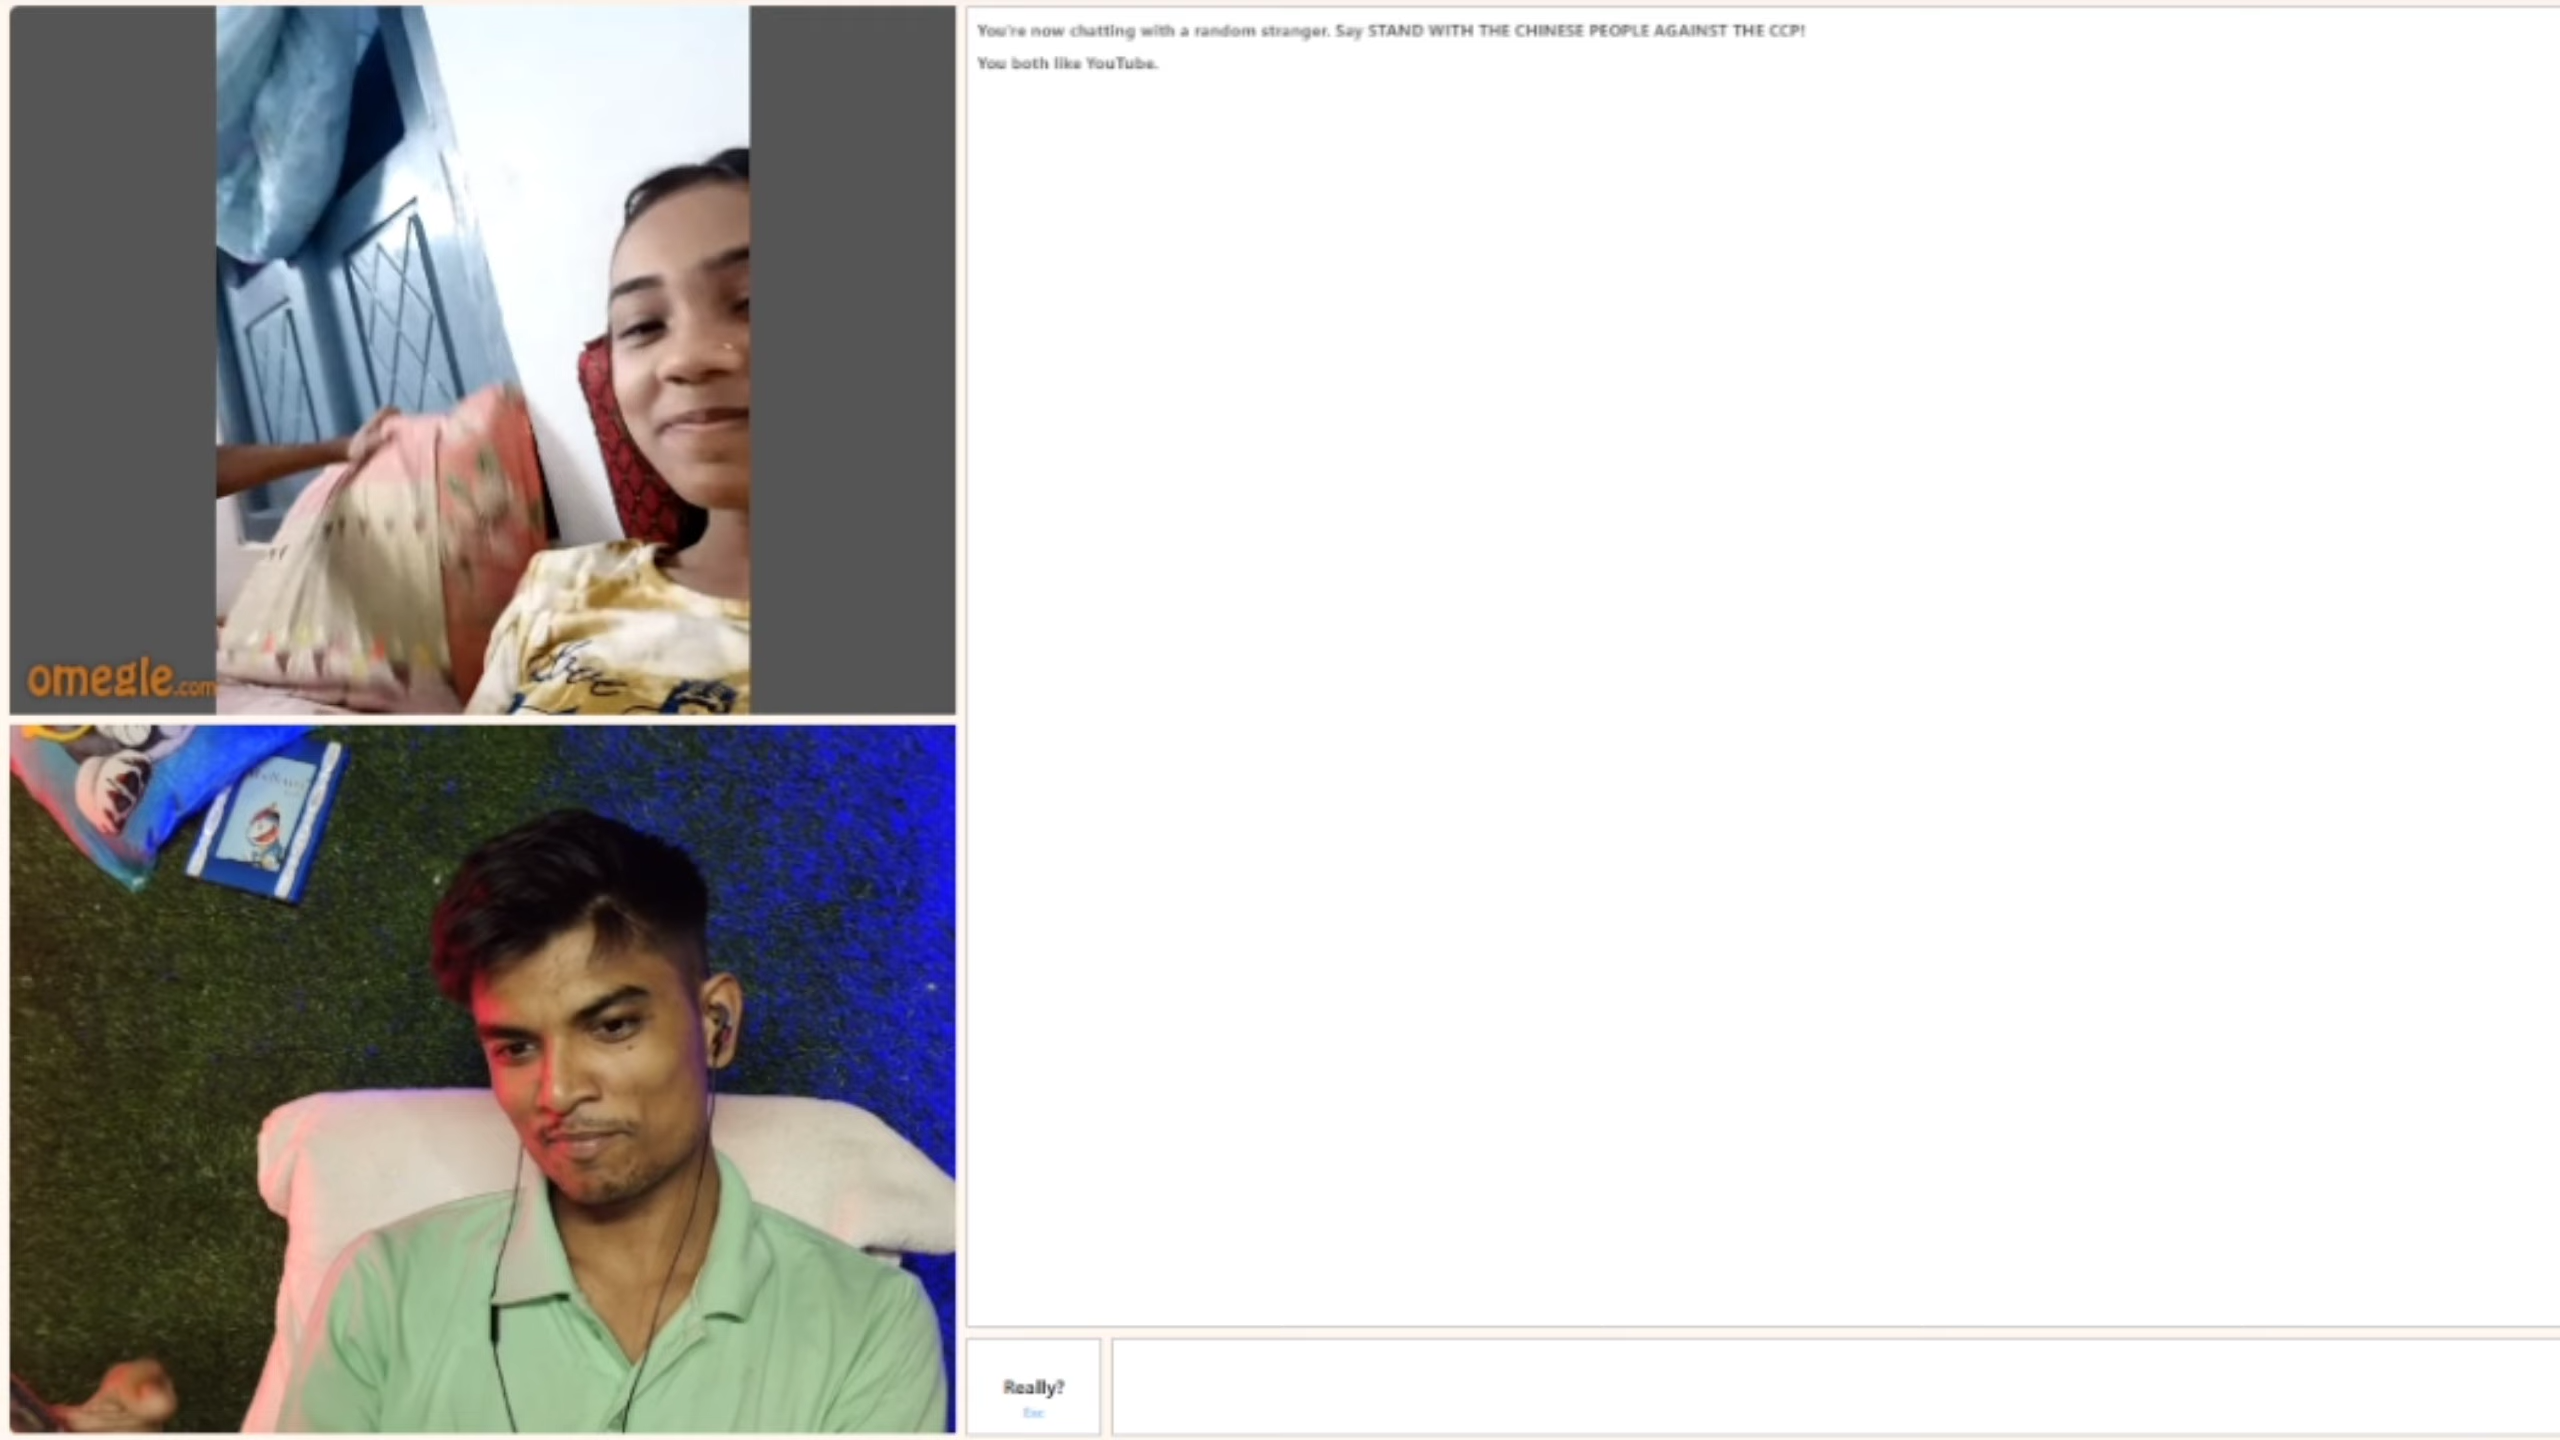 You're now chatting with a random stranger. Say STAND WITH THE CHINESE PEOPLE AGAINST THE CCP!
You both like YouTube.
omegle.com
Really?
Esc